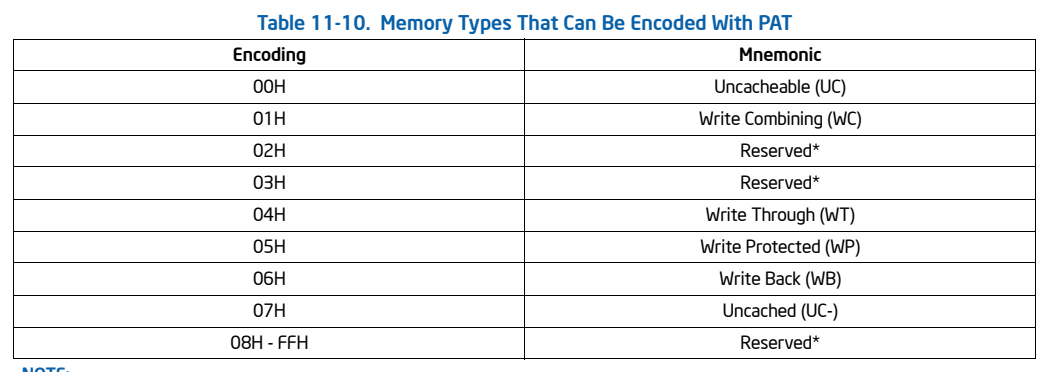 Table 11-10. Memory Types That Can Be Encoded With PAT
Encoding Mnemonic
00H Uncacheable (UC)
01H Write Combining (WC)
02H Reserved*
03H Reserved*
04H Write Through (WT)
05H Write Protected (WP)
06H Write Back (WB)
07H Uncached (UC-)
08H - FFH Reserved*
NOTE: